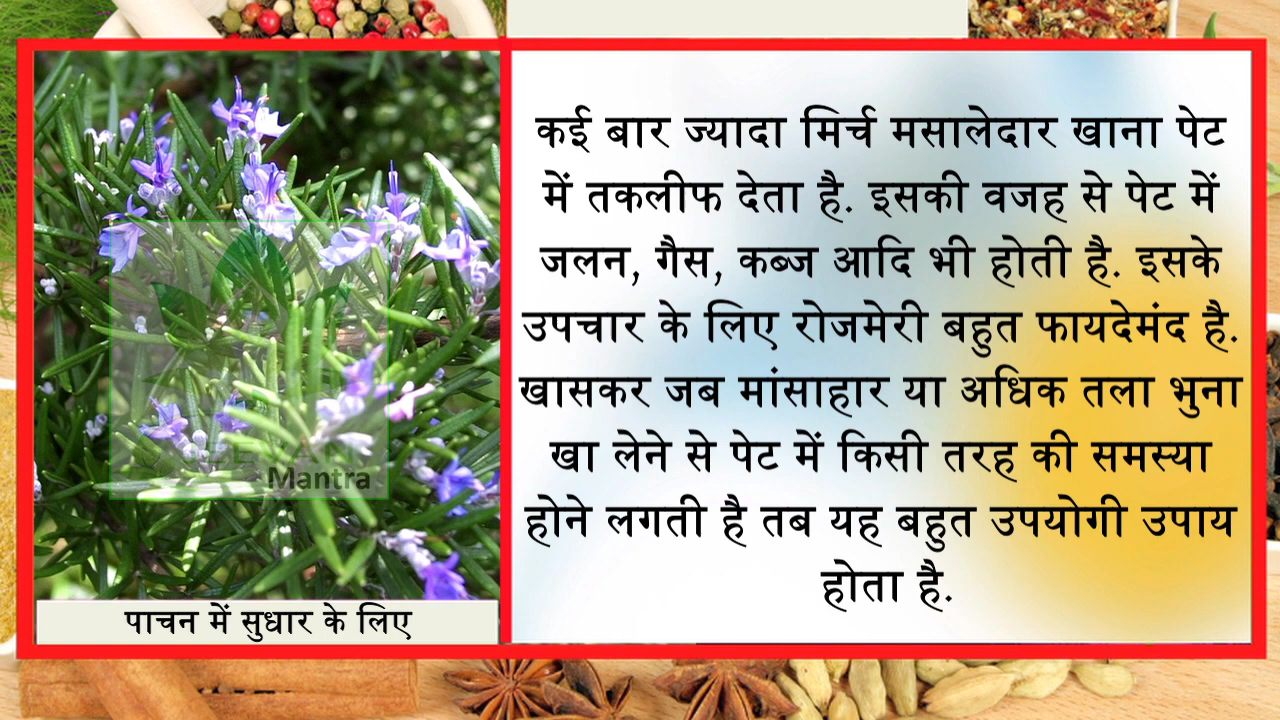 कई बार ज्यादा मिर्च मसालेदार खाना पेट
में तकलीफ देता है. इसकी वजह से पेट में
जलन, गैस, कब्ज आदि भी होती है. इसके
उपचार के लिए रोजमेरी बहुत फायदेमंद है.
खासकर जब मांसाहार या अधिक तला भुना
खा लेने से पेट में किसी तरह की समस्या
होने लगती है तब यह बहुत उपयोगी उपाय
होता है.
Mantra
पाचन में सुधार के लिए